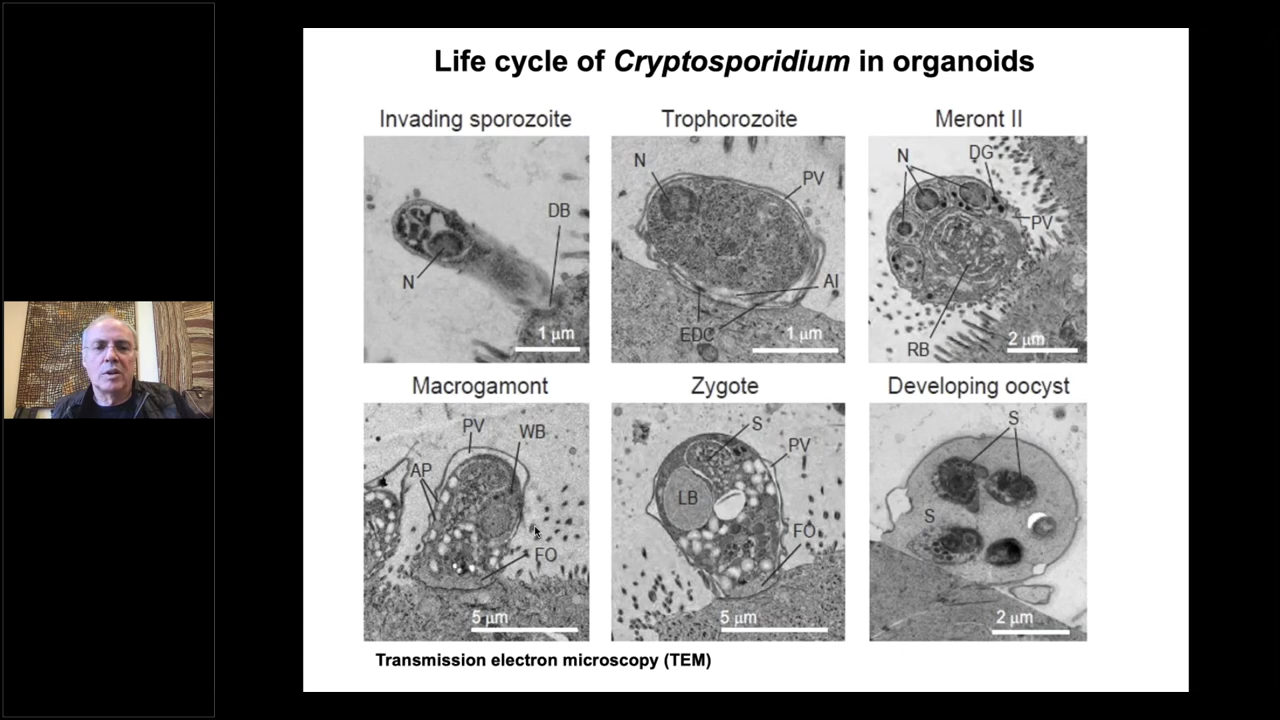 Life cycle of Cryptosporidium in organoids
Invading sporozoite
DB
N
1 μm
Trophorozoite
N
PV
AI
EDC
1 μm
Meront II
N
DG
PV
RB
2 μm
Macrogamont
PV
WB
AP
FO
5 μm
Zygote
S
PV
LB
FO
5 μm
Developing oocyst
S
S
2 μm
Transmission electron microscopy (TEM)